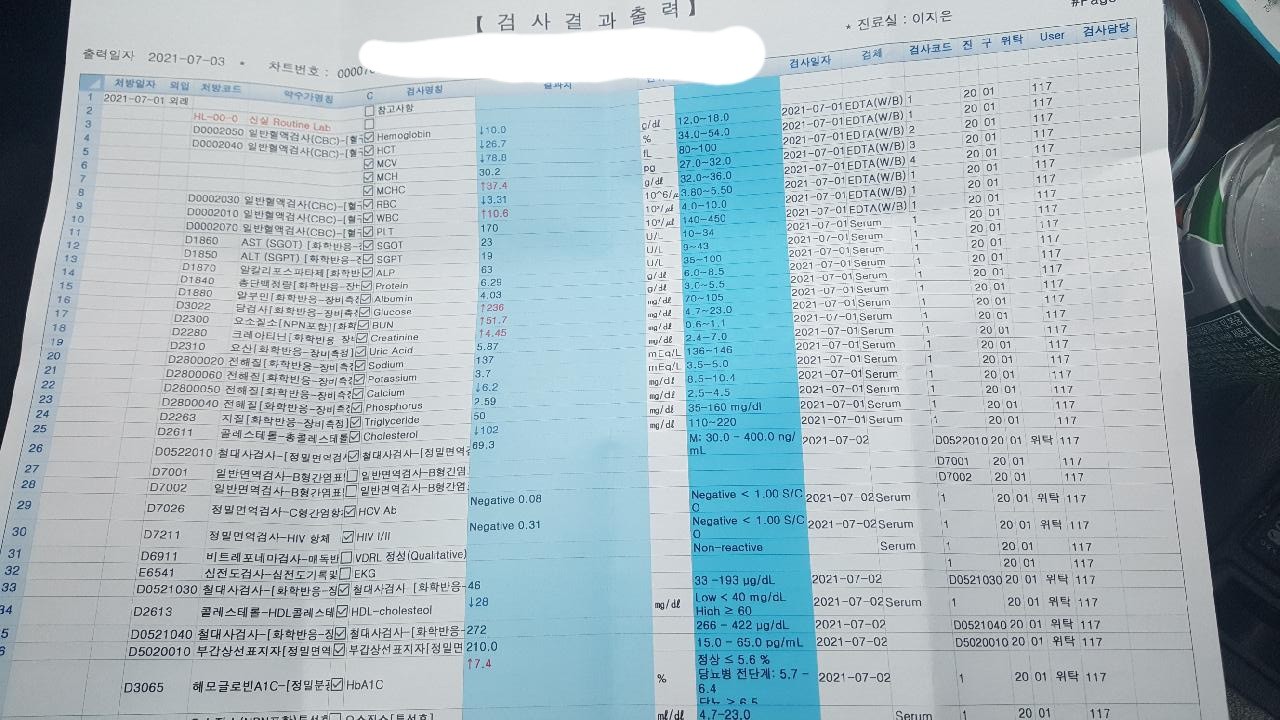 【 검 사 결 과 출 력 】
#Page
* 진료실 : 이지은
출력일자 2021-07-03 * 차트번호 :
처방일자 외입 처방코드 약수가명칭 C 검사명칭 결과치 검사일자 검체 검사코드 진 구 위탁 User 검사담당
1 2021-07-01 외래 참고사항
2 HL-00-0 신실 Routine Lab
3 D0002050 일반혈액검사(CBC)-[혈 Hemoglobin ↓10.0 g/dl 12.0~18.0 2021-07-01 EDTA(W/B) 1 20 01 117
4 D0002040 일반혈액검사(CBC)-[혈 HCT ↓26.7 % 34.0~54.0 2021-07-01 EDTA(W/B) 1 20 01
5 MCV ↓78.8 fL 80~100 2021-07-01 EDTA(W/B) 2 20 01 117
6 MCH 30.2 pg 27.0~32.0 2021-07-01 EDTA(W/B) 3 20 01 117
7 MCHC ↑37.4 g/dl 32.0~36.0 2021-07-01 EDTA(W/B) 4 20 01 117
8 D0002030 일반혈액검사(CBC)-[혈 RBC ↓3.31 3.80~5.50 2021-07-01 EDTA(W/B) 1 20 01 117
9 D0002010 일반혈액검사(CBC)-[혈 WBC ↑10.6 4.0~10.0 2021-07-01 EDTA(W/B) 1 20 01 117
10 D0002070 일반혈액검사(CBC)-[혈 PLT 170 140~450 2021-07-01 EDTA(W/B) 1 20 01 117
11 D1860 AST (SGOT) [화학반응- SGOT 23 U/L 10~34 2021-07-01 Serum 1 20 01 117
12 D1850 ALT (SGPT) [화학반응- SGPT 19 U/L 9~43 2021-07-01 Serum 1 20 01 117
13 알칼리포스파타제[화학반 ALP 63 U/L 35~100 2021-07-01 Serum 1 20 01 117
14 D1840 총단백정량[화학반응-장비 Protein 6.29 g/dl 6.0~8.5 2021-07-01 Serum 1 20 01 117
15 알부민[화학반응-장비측정 Albumin 4.03 3.0~5.5 2021-07-01 Serum 1 20 01 117
16 D3022 당검사[화학반응-장비측정 Glucose ↑236 mg/dl 70~105 2021-07-01 Serum 1 20 01 117
17 D2300 요소질소[NPN포함][화학 BUN ↑51.7 mg/dl 4.7~23.0 2021-07-01 Serum 1 20 01 117
18 D2280 크레아티닌[화학반응 장 Creatinine ↑4.45 mg/dl 0.6~1.1 2021-07-01 Serum 1 20 01 117
19 D2310 요산[화학반응-장비측정 Uric Acid 5.87 mg/dl 2.4~7.0 2021-07-01 Serum 1 20 01 117
20 D2800020 전해질[화학반응-장비측정 Sodium 137 mEq/L 136~146 2021-07-01 Serum 1 20 01 117
21 D2800060 전해질[화학반응-장비측정 Potassium 3.7 mEq/L 3.5~5.0 2021-07-01 Serum 1 20 01 117
22 D2800050 전해질[화학반응-장비측정 Calcium ↓6.2 mg/dl 8.5~10.4 2021-07-01 Serum 1 20 01 117
23 D2800040 전해질[화학반응-장비측정 Phosphorus 2.59 mg/dl 2.5~4.5 2021-07-01 Serum 1 20 01 117
24 D2263 지질[화학반응-장비측정] Triglyceride 50 mg/dl 35~160 mg/dl 2021-07-01 Serum 1 20 01 117
25 D2611 콜레스테롤-총콜레스테롤 Cholesterol ↓102 mg/dl 110~220 2021-07-01 Serum 1 20 01 117
26 D0522010 철대사검사-[정밀면역검 철대사검사-[정밀면역검 69.3 M: 30.0 ~ 400.0 ng/mL 2021-07-02 D0522010 20 01 위탁 117
27 D7001 일반면역검사-B형간염표 일반면역검사-B형간염 D7001 20 01 117
28 D7002 일반면역검사-B형간염표 일반면역검사-B형간염 D7002 20 01 117
29 D7026 정밀면역검사-C형간염항 HCV Ab Negative 0.08 Negative < 1.00 S/CO 2021-07-02 Serum 1 20 01 위탁 117
30 D7211 정밀면역검사-HIV 항체 HIV I/II Negative 0.31 Negative < 1.00 S/CO 2021-07-02 Serum 1 20 01 위탁 117
31 D6911 비트레포네마검사-매독반 VDRL 정성(Qualitative) Non-reactive Serum 1 20 01 117
32 E6541 심전도검사-심전도기록및 EKG 1 20 01 117
33 D0521030 철대사검사-[화학반응-장 철대사검사-[화학반응- 46 33 ~193 μg/dL 2021-07-02 D0521030 20 01 위탁 117
34 D2613 콜레스테롤-HDL콜레스테 HDL-cholesterol ↓28 mg/dl Low < 40 mg/mL High ≥ 60 2021-07-02 Serum 1 20 01 위탁 117
5 D0521040 철대사검사-[화학반응-장 철대사검사-[화학반응- 272 266 ~ 422 μg/dL 2021-07-02 D0521040 20 01 위탁 117
6 D5020010 부갑상선표지자[정밀면역 부갑상선표지자[정밀면 210.0 15.0 ~ 65.0 pg/mL 2021-07-02 D5020010 20 01 위탁 117
D3065 헤모글로빈A1C-[정밀분광 HbA1C ↑7.4 % 정상 ≤ 5.6 % 당뇨병 전단계: 5.7 ~ 6.4 당뇨 ≥ 6.5 2021-07-02 1 20 01 위탁 117
요소질소(NPN포함)투석후 요소질소[투석후] ml/dl 4.7~23.0 Serum 20 01 117